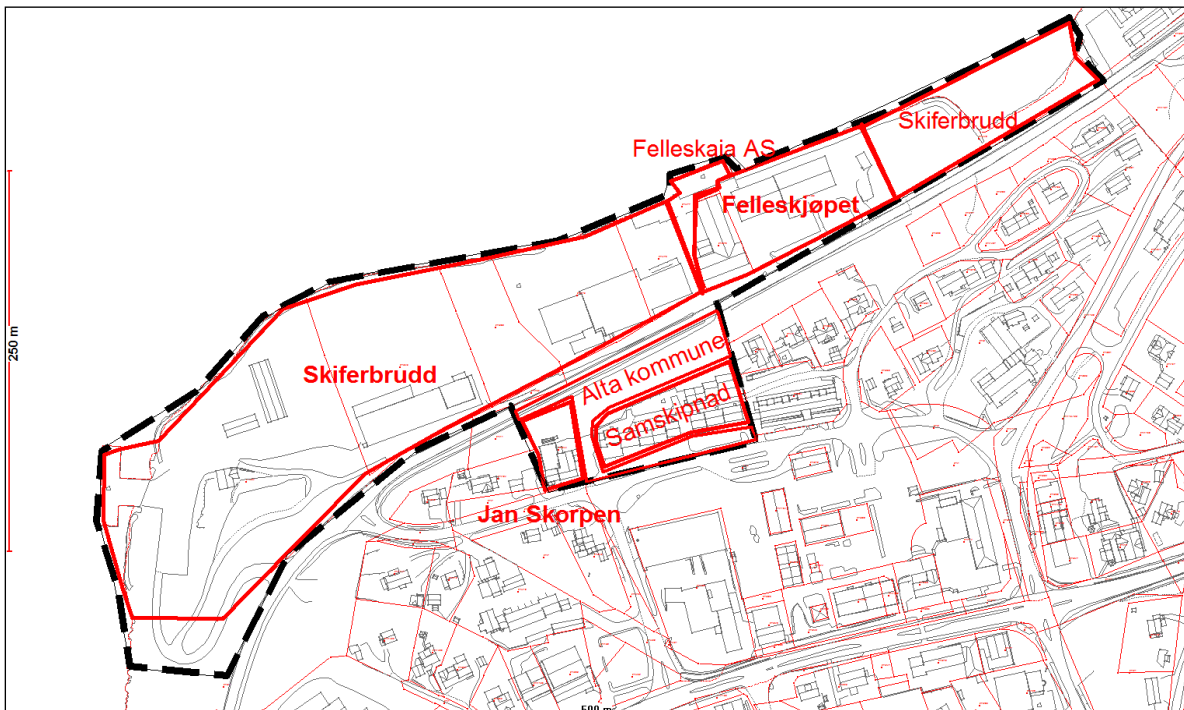 Skiferbrudd
Felleskaia AS
Felleskjøpet
250 m
Alta kommune
Skiferbrudd
Samskipnad
Jan Skorpen